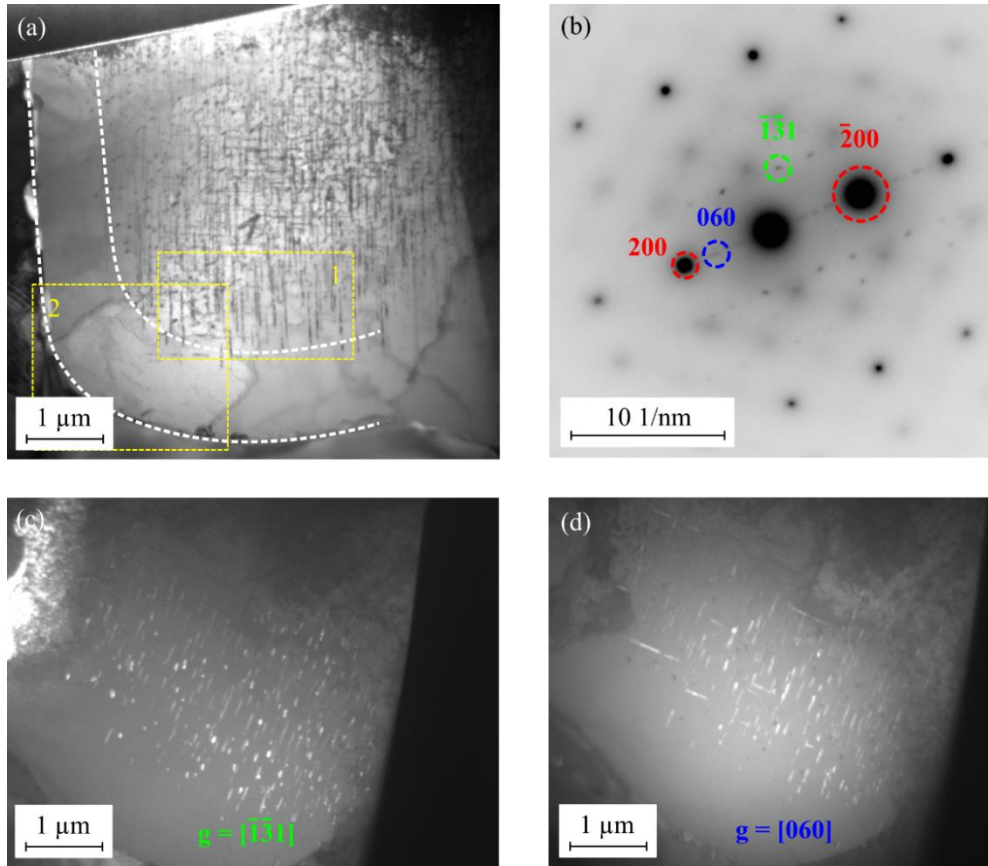 (a)
1
2
1 µm
(b)
1̅3̅1
2̅00
060
200
10 1/nm
(c)
1 µm
g = [1̅3̅1]
(d)
1 µm
g = [060]